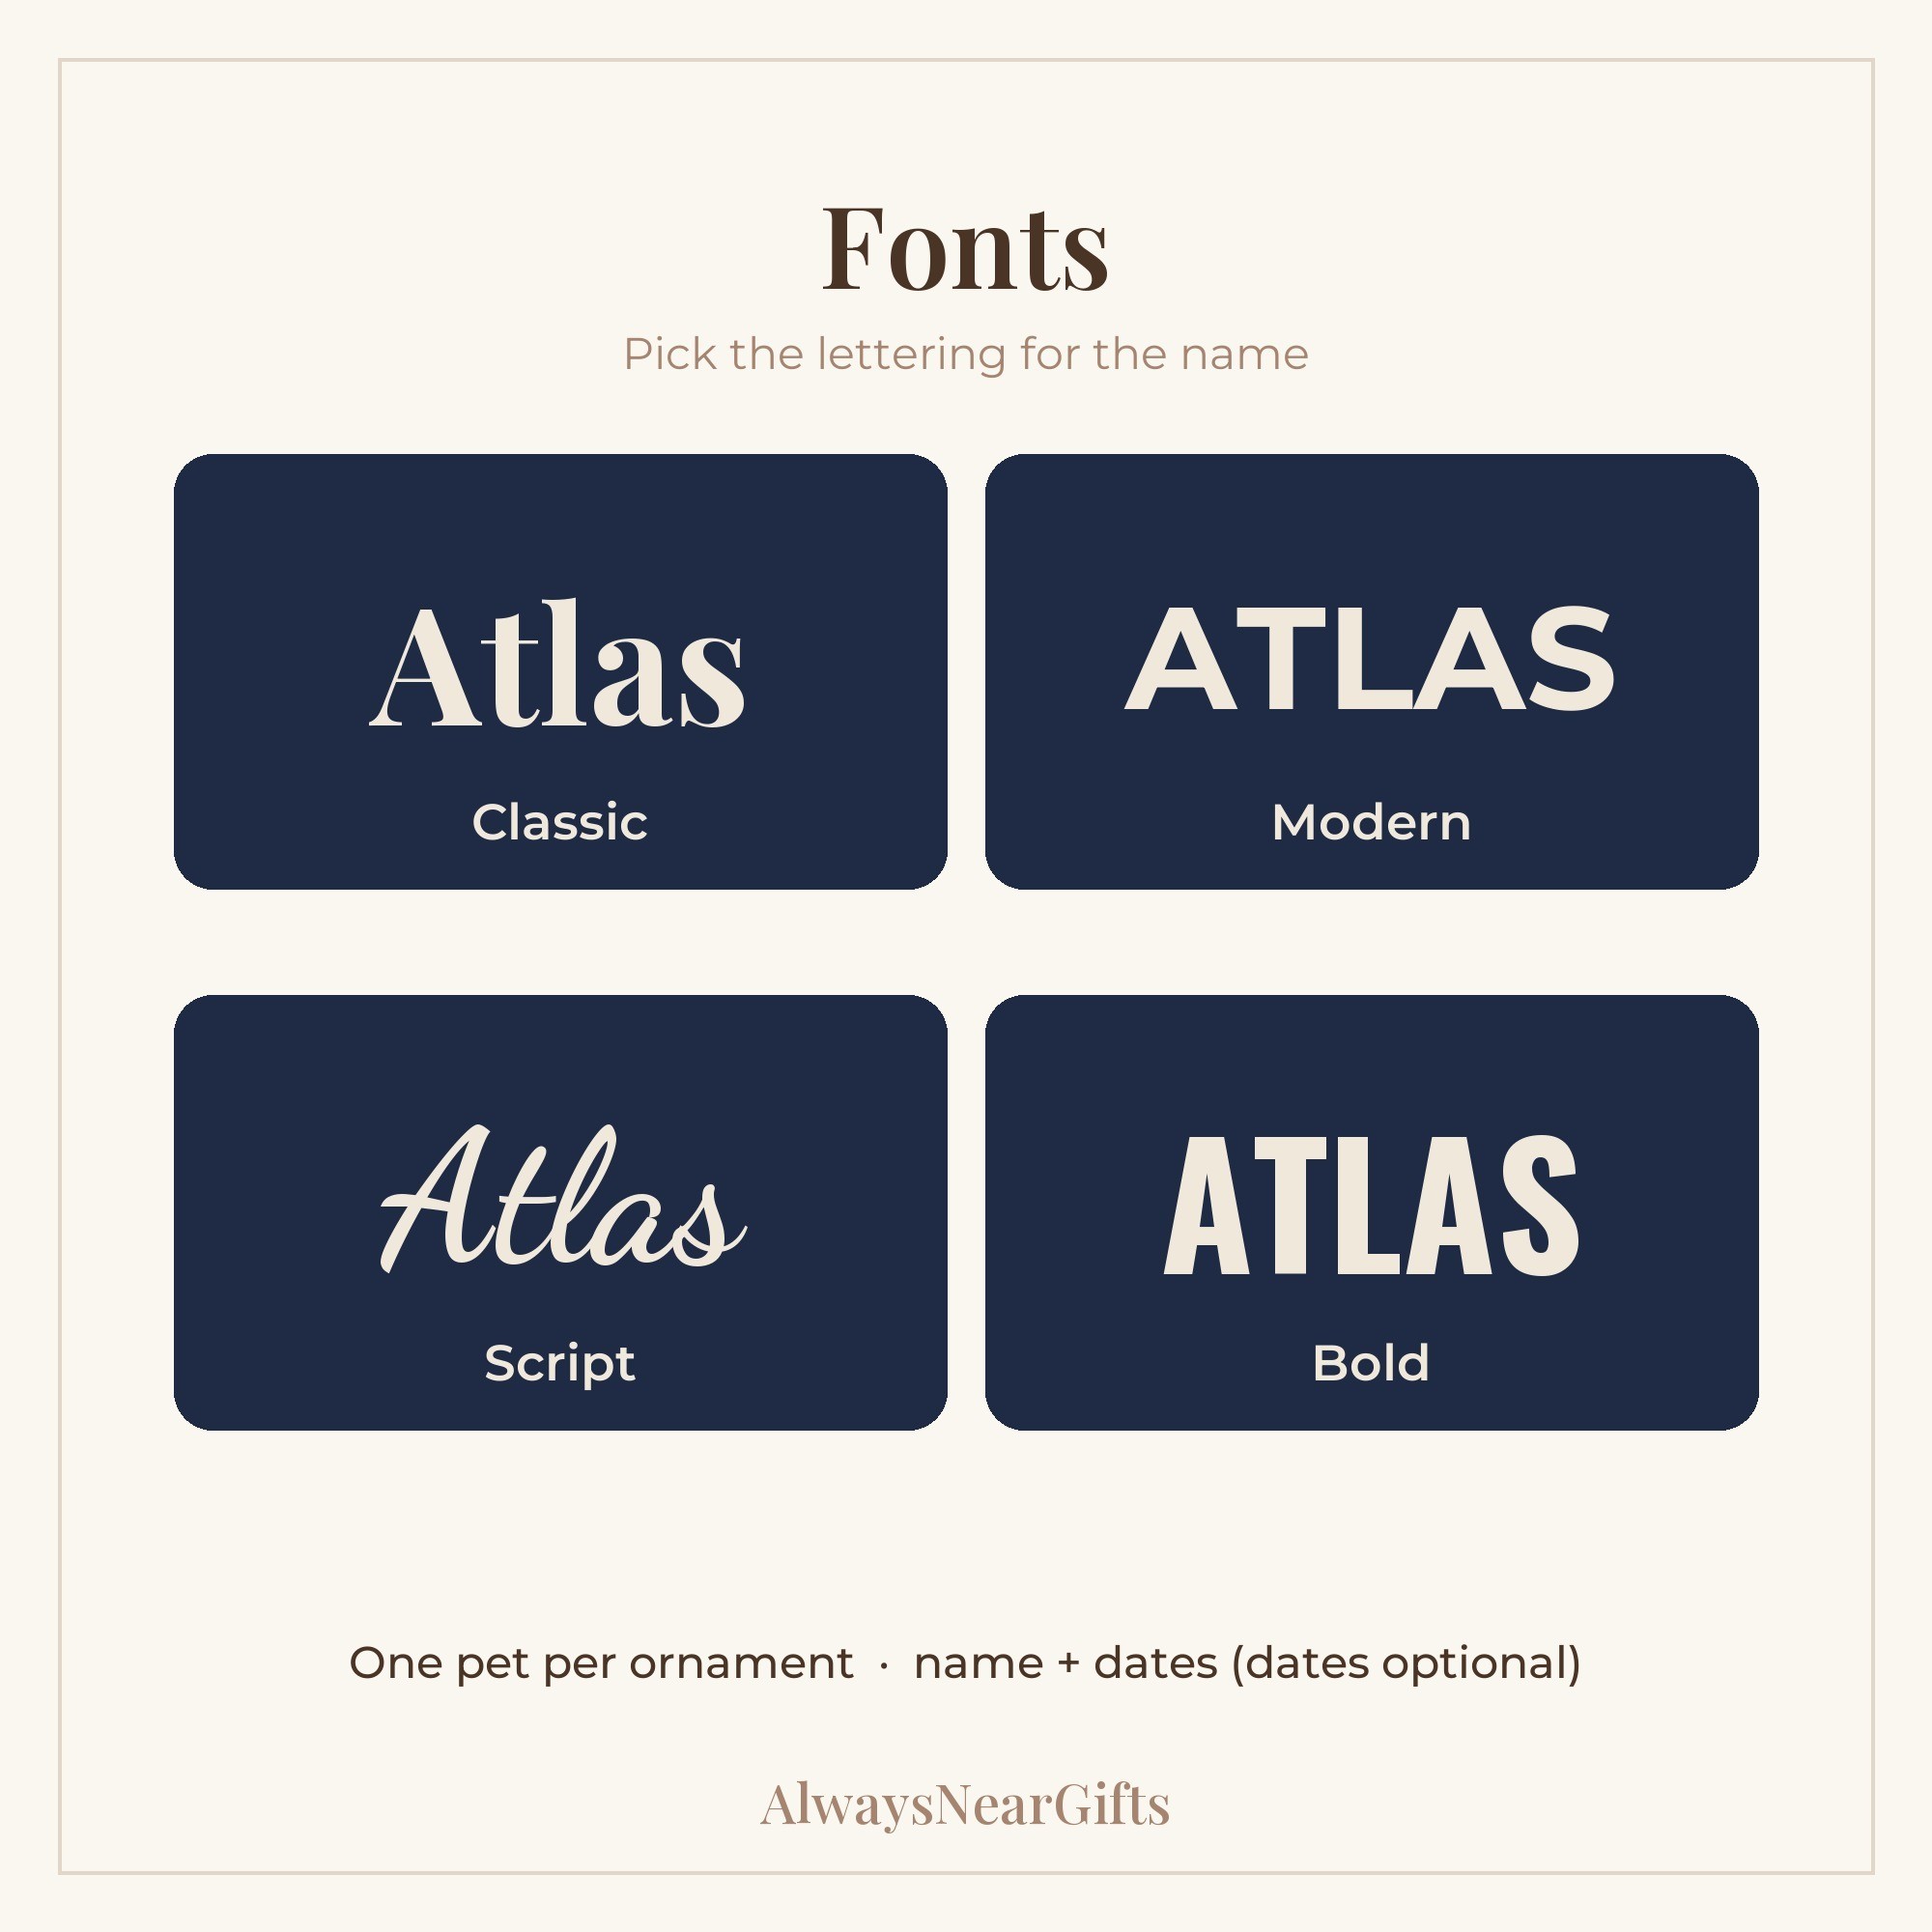 Fonts
Pick the lettering for the name
Atlas
Classic
ATLAS
Modern
Atlas
Script
ATLAS
Bold
One pet per ornament · name + dates (dates optional)
AlwaysNearGifts